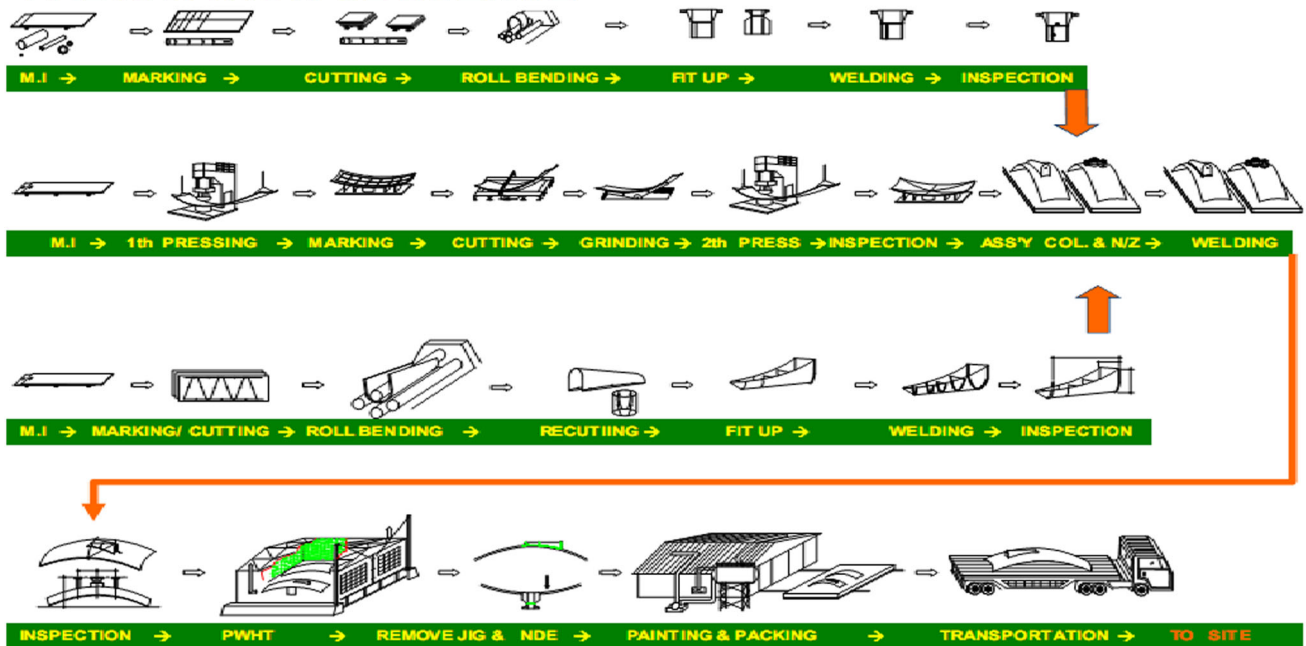 M.I → MARKING → CUTTING → ROLL BENDING → FIT UP → WELDING → INSPECTION
M.I → 1th PRESSING → MARKING → CUTTING → GRINDING → 2th PRESS → INSPECTION → ASS'Y COL. & N/Z → WELDING
M.I → MARKING/ CUTTING → ROLL BENDING → RECUTIING → FIT UP → WELDING → INSPECTION
INSPECTION → PWHT → REMOVE JIG & NDE → PAINTING & PACKING → TRANSPORTATION → TO SITE